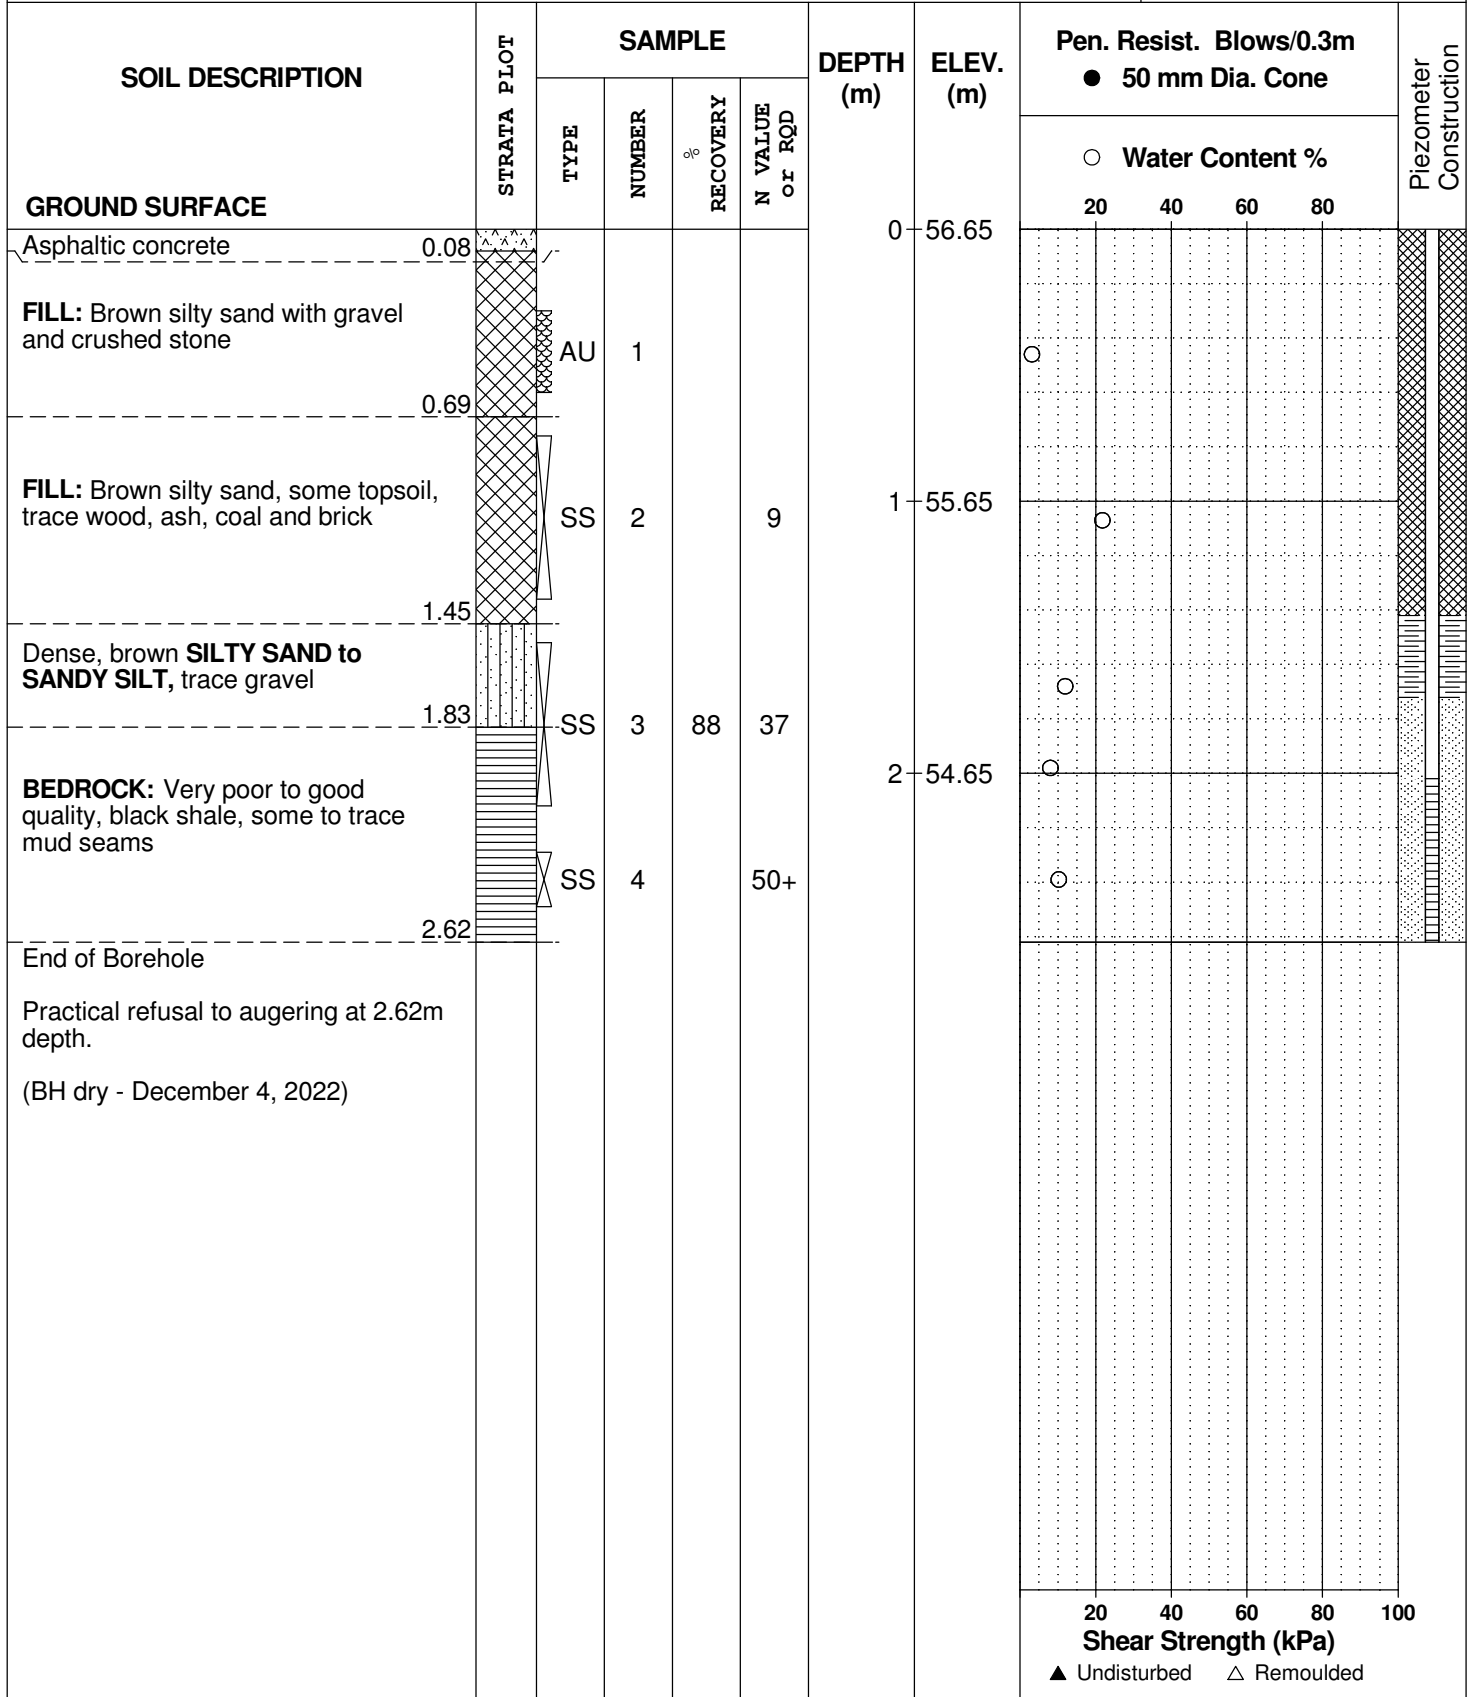 SOIL DESCRIPTION
GROUND SURFACE
STRATA PLOT
SAMPLE
TYPE
NUMBER
%
RECOVERY
N VALUE
or RQD
DEPTH
(m)
ELEV.
(m)
Pen. Resist. Blows/0.3m
● 50 mm Dia. Cone
○ Water Content %
20 40 60 80
Piezometer
Construction
0 56.65
Asphaltic concrete 0.08
FILL: Brown silty sand with gravel
and crushed stone
AU 1
0.69
FILL: Brown silty sand, some topsoil,
trace wood, ash, coal and brick
SS 2 9
1 55.65
1.45
Dense, brown SILTY SAND to
SANDY SILT, trace gravel
1.83
SS 3 88 37
2 54.65
BEDROCK: Very poor to good
quality, black shale, some to trace
mud seams
SS 4 50+
2.62
End of Borehole
Practical refusal to augering at 2.62m
depth.
(BH dry - December 4, 2022)
20 40 60 80 100
Shear Strength (kPa)
▲ Undisturbed △ Remoulded